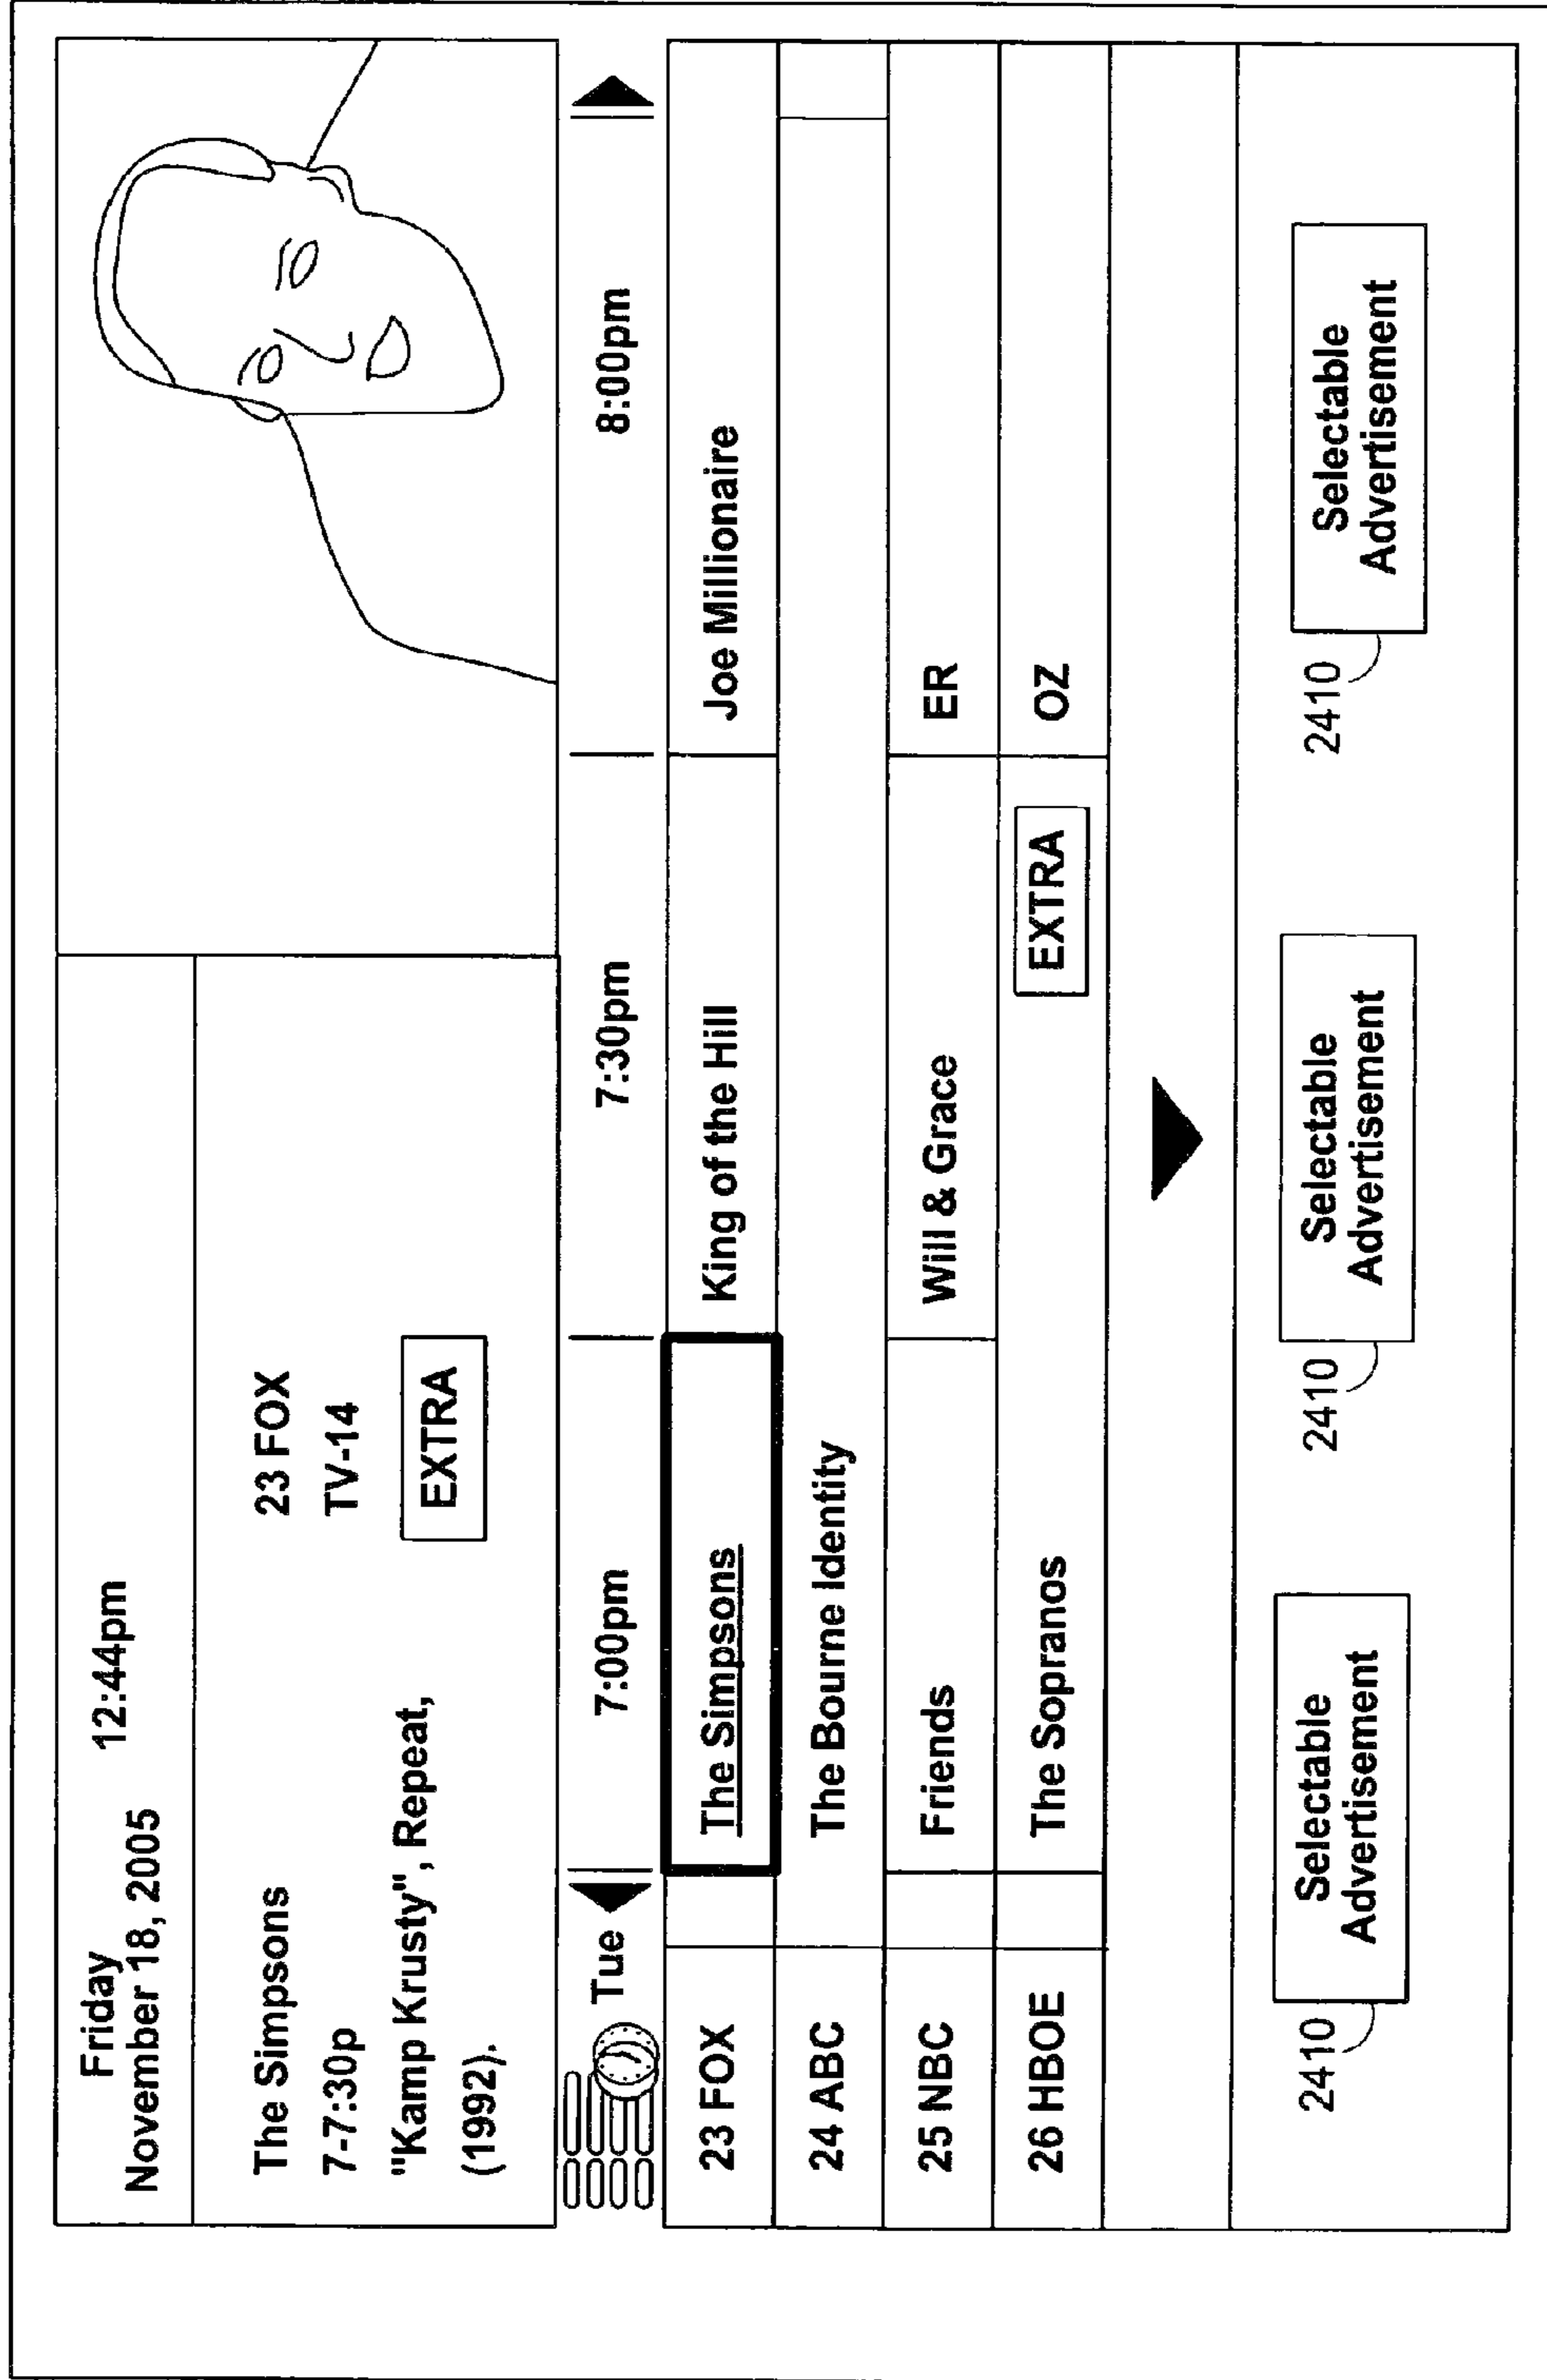 Friday
November 18, 2005
12:44pm
The Simpsons
23 FOX
7-7:30p
TV-14
"Kamp Krusty", Repeat,
(1992).
EXTRA
Tue
7:00pm
7:30pm
8:00pm
23 FOX
The Simpsons
King of the Hill
Joe Millionaire
24 ABC
The Bourne Identity
25 NBC
Friends
Will & Grace
ER
26 HBOE
The Sopranos
EXTRA
OZ
2410
Selectable
Advertisement
2410
Selectable
Advertisement
2410
Selectable
Advertisement